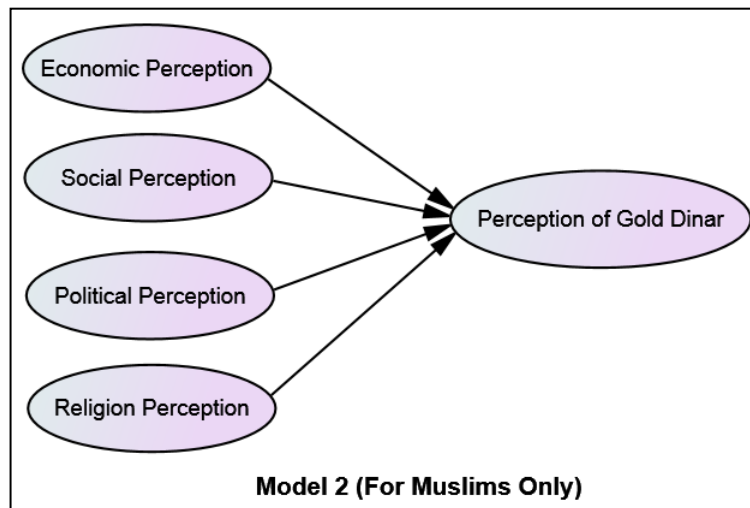 Economic Perception
Social Perception
Perception of Gold Dinar
Political Perception
Religion Perception
Model 2 (For Muslims Only)